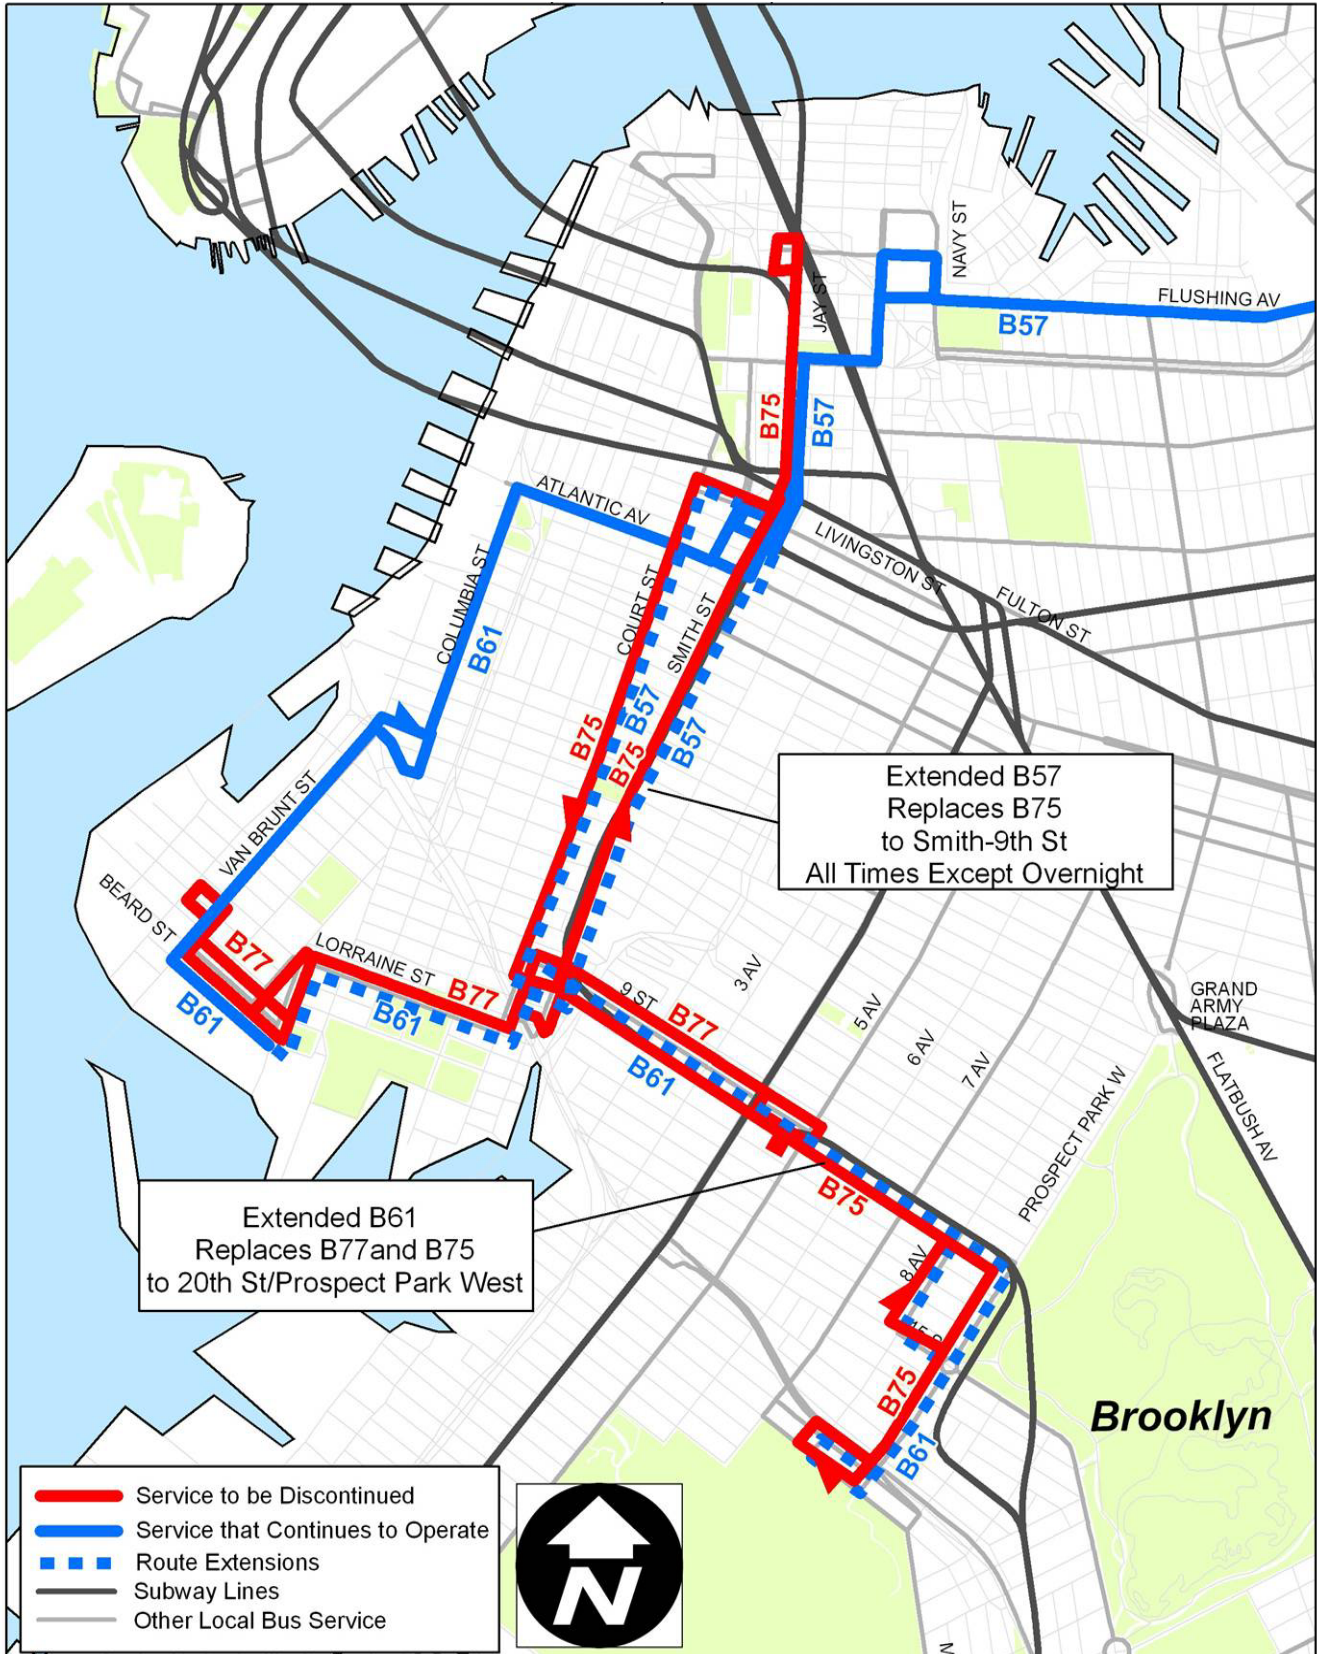 NAVY ST
JAY ST
FLUSHING AV
B57
B75
B57
ATLANTIC AV
LIVINGSTON ST
FULTON ST
COLUMBIA ST
B61
COURT ST
SMITH ST
B75
B57
B75
B57
Extended B57
Replaces B75
to Smith-9th St
All Times Except Overnight
VAN BRUNT ST
BEARD ST
B77
LORRAINE ST
B77
B61
B61
9 ST
B77
B61
3 AV
5 AV
6 AV
7 AV
GRAND
ARMY
PLAZA
FLATBUSH AV
PROSPECT PARK W
Extended B61
Replaces B77and B75
to 20th St/Prospect Park West
B75
8 AV
B75
B61
Brooklyn
Service to be Discontinued
Service that Continues to Operate
Route Extensions
Subway Lines
Other Local Bus Service
N